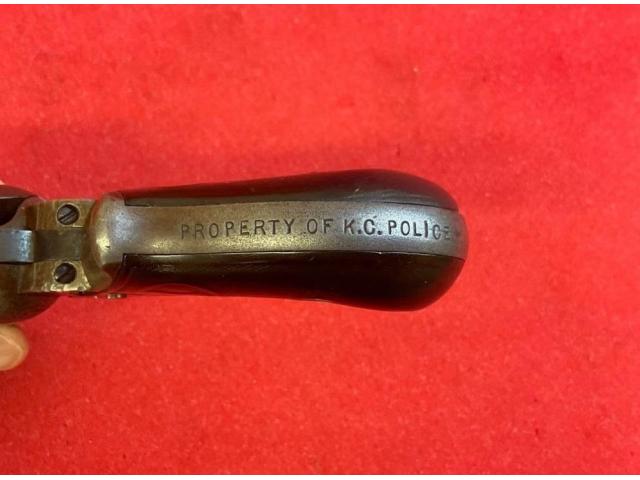 PROPERTY OF K.C. POLICE